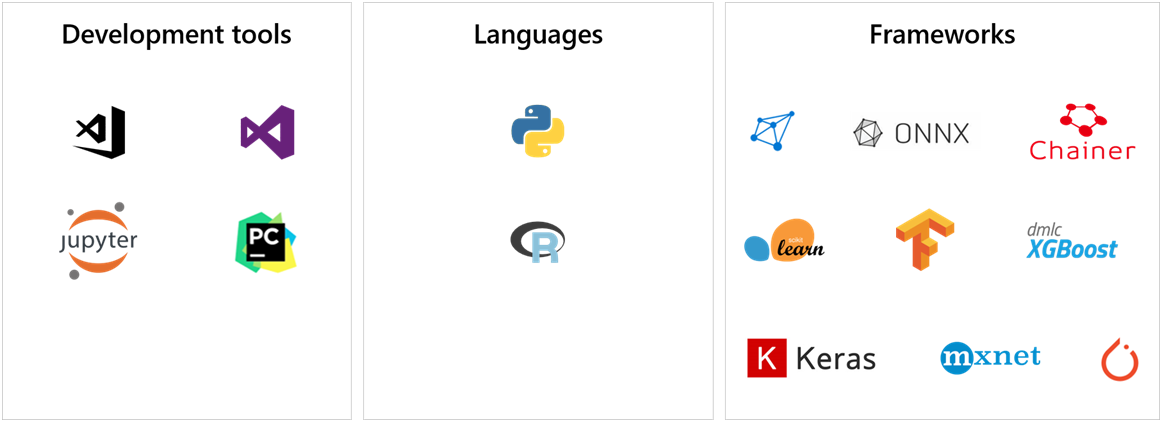 Development tools
Languages
Frameworks
ONNX
Chainer
jupyter
PC
R
scikit
learn
dmlc
XGBoost
K Keras
mxnet